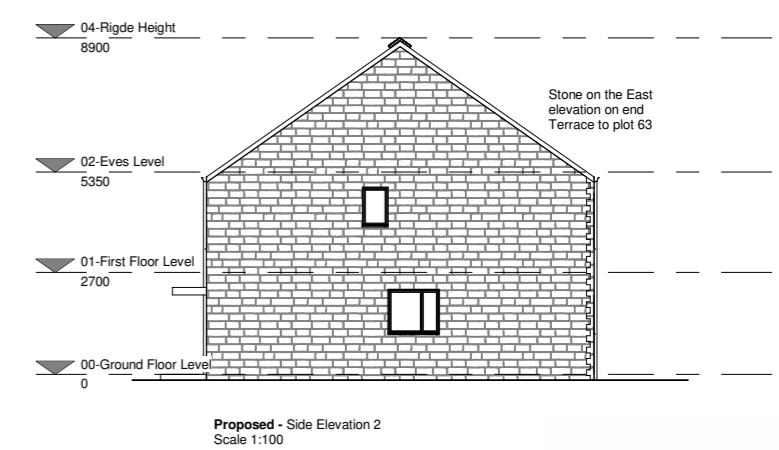 04-Rigde Height
8900
Stone on the East
elevation on end
Terrace to plot 63
02-Eves Level
5350
01-First Floor Level
2700
00-Ground Floor Level
0
Proposed - Side Elevation 2
Scale 1:100